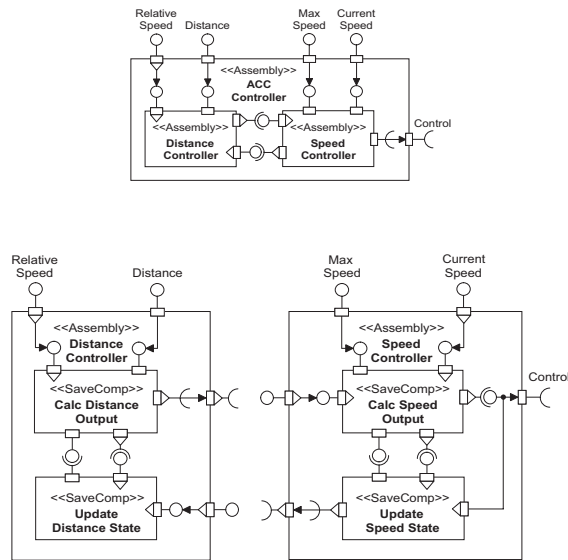 Relative
Speed
Distance
Max
Speed
Current
Speed
<<Assembly>>
ACC
Controller
<<Assembly>>
Distance
Controller
<<Assembly>>
Speed
Controller
Control
Relative
Speed
Distance
<<Assembly>>
Distance
Controller
<<SaveComp>>
Calc Distance
Output
<<SaveComp>>
Update
Distance State
Max
Speed
Current
Speed
<<Assembly>>
Speed
Controller
Control
<<SaveComp>>
Calc Speed
Output
<<SaveComp>>
Update
Speed State